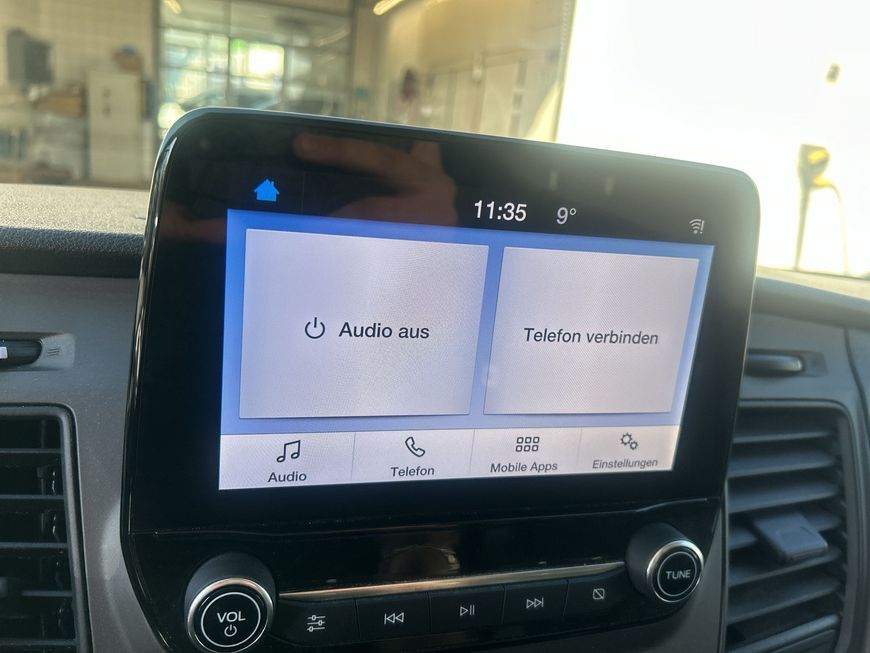 11:35 9°
Audio aus
Telefon verbinden
Audio
Telefon
Mobile Apps
Einstellungen
VOL
TUNE